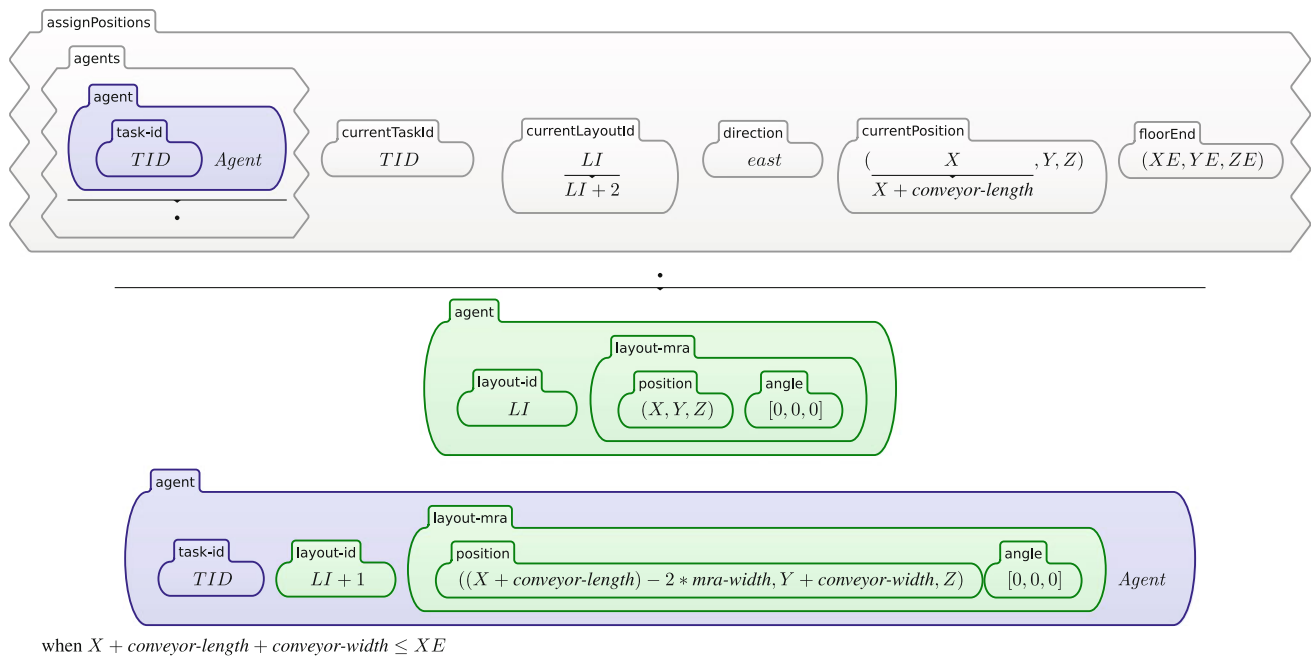 assignPositions
agents
agent
task-id
TID Agent
·
currentTaskId
TID
currentLayoutId
LI
LI + 2
direction
east
currentPosition
(X, Y, Z)
X + conveyor-length
floorEnd
(XE, YE, ZE)
·
agent
layout-id
LI
layout-mra
position
(X, Y, Z)
angle
[0, 0, 0]
agent
task-id
TID
layout-id
LI + 1
layout-mra
position
((X + conveyor-length) − 2 ∗ mra-width, Y + conveyor-width, Z)
angle
[0, 0, 0]
Agent
when X + conveyor-length + conveyor-width ≤ XE